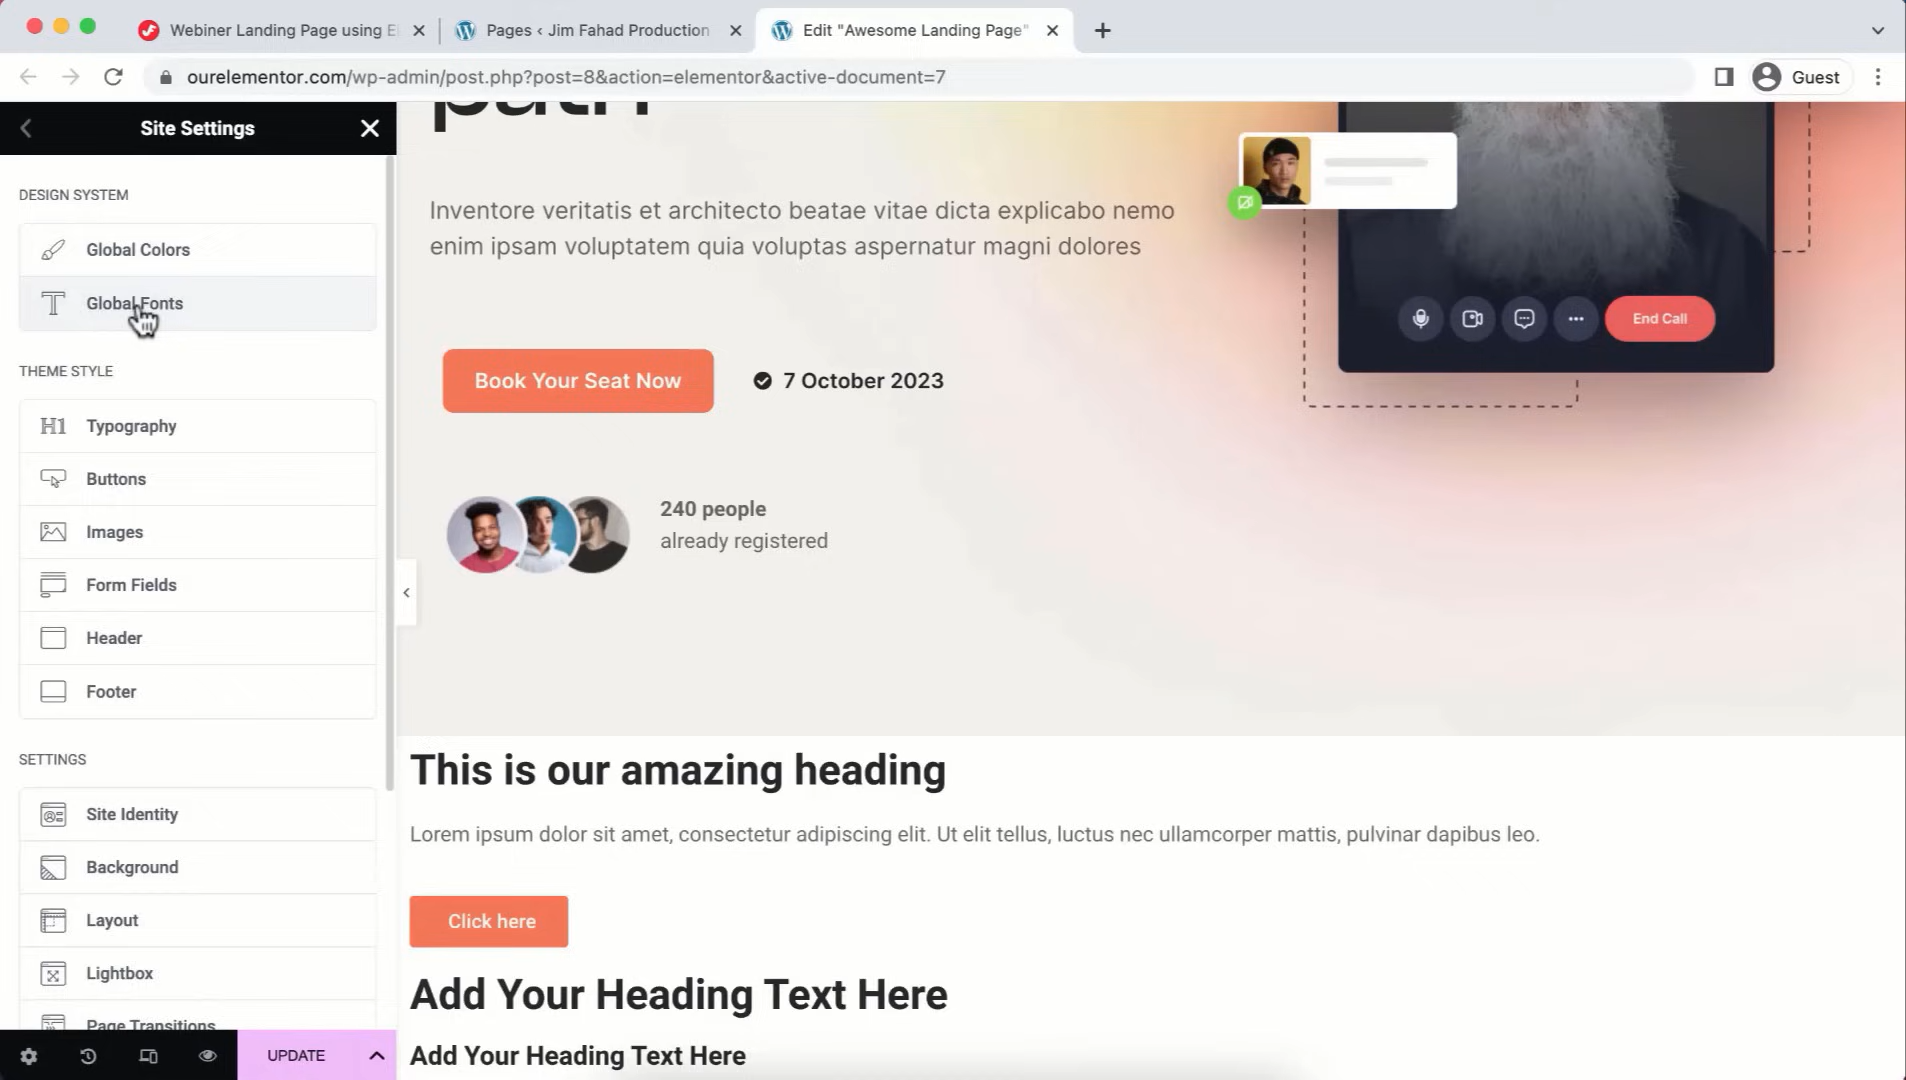 Webiner Landing Page using El
Pages ‹ Jim Fahad Production
Edit "Awesome Landing Page"
ourelementor.com/wp-admin/post.php?post=8&action=elementor&active-document=7
Guest
Site Settings
DESIGN SYSTEM
Global Colors
Global Fonts
THEME STYLE
H1 Typography
Buttons
Images
Form Fields
Header
Footer
SETTINGS
Site Identity
Background
Layout
Lightbox
Page Transitions
UPDATE
path
Inventore veritatis et architecto beatae vitae dicta explicabo nemo
enim ipsam voluptatem quia voluptas aspernatur magni dolores
Book Your Seat Now
7 October 2023
240 people
already registered
End Call
This is our amazing heading
Lorem ipsum dolor sit amet, consectetur adipiscing elit. Ut elit tellus, luctus nec ullamcorper mattis, pulvinar dapibus leo.
Click here
Add Your Heading Text Here
Add Your Heading Text Here